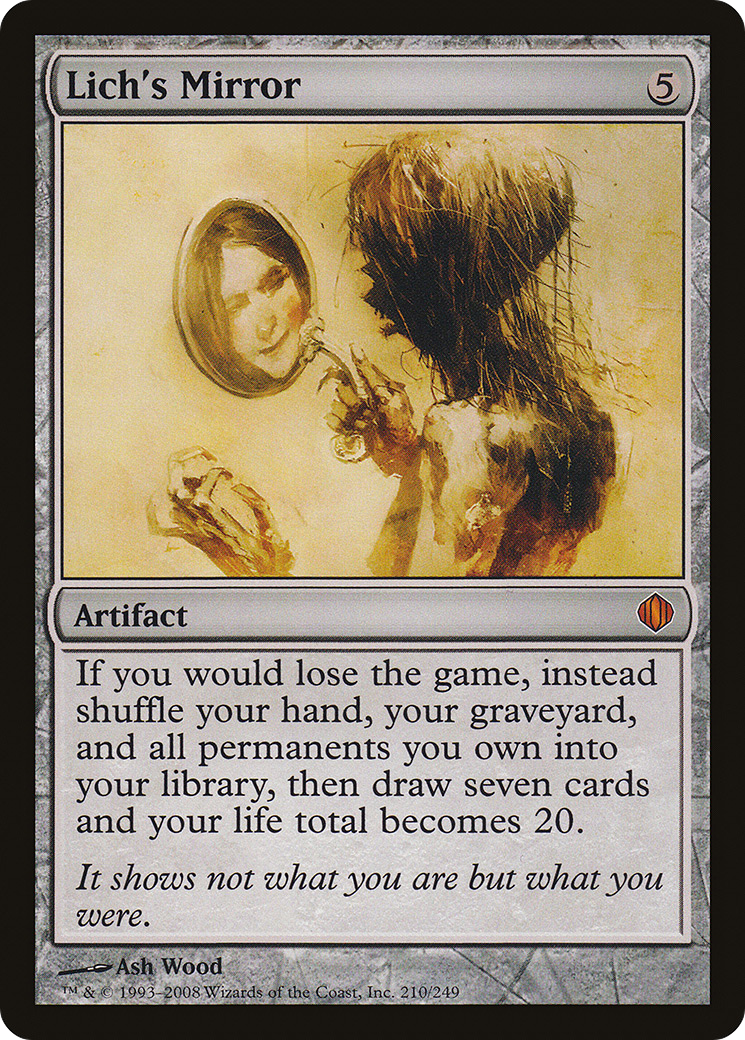 Lich's Mirror 5
Artifact
If you would lose the game, instead
shuffle your hand, your graveyard,
and all permanents you own into
your library, then draw seven cards
and your life total becomes 20.
It shows not what you are but what you
were.
Ash Wood
™ & © 1993–2008 Wizards of the Coast, Inc. 210/249